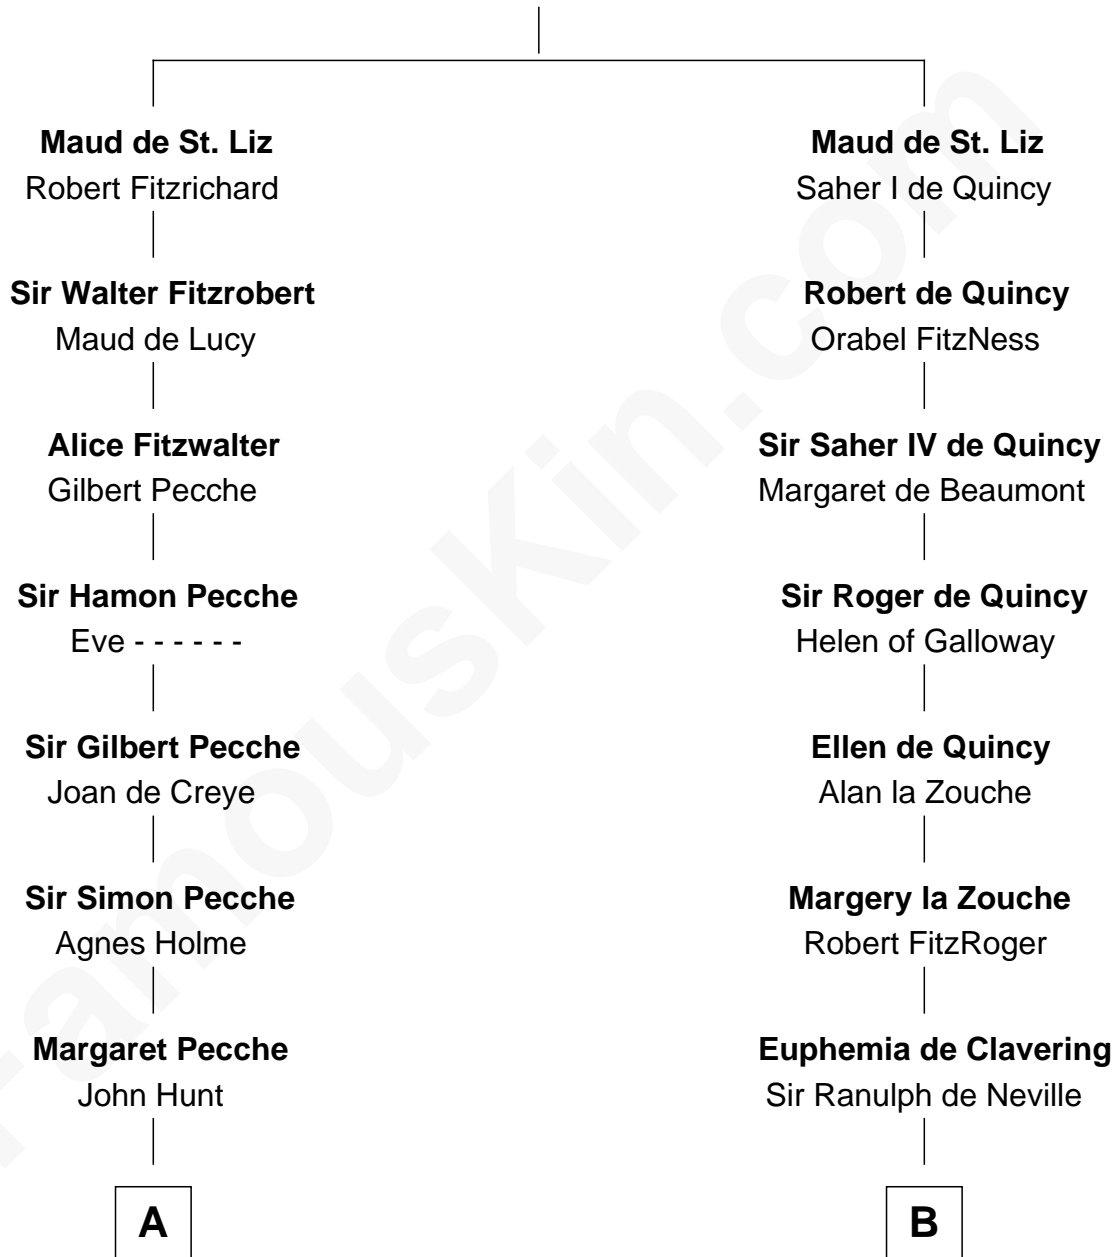 Maud de St. Liz
Robert Fitzrichard
Sir Walter Fitzrobert
Maud de Lucy
Alice Fitzwalter
Gilbert Pecche
Sir Hamon Pecche
Eve - - - - - -
Sir Gilbert Pecche
Joan de Creye
Sir Simon Pecche
Agnes Holme
Margaret Pecche
John Hunt
A
Maud de St. Liz
Saher I de Quincy
Robert de Quincy
Orabel FitzNess
Sir Saher IV de Quincy
Margaret de Beaumont
Sir Roger de Quincy
Helen of Galloway
Ellen de Quincy
Alan la Zouche
Margery la Zouche
Robert FitzRoger
Euphemia de Clavering
Sir Ranulph de Neville
B
FamousKin.com